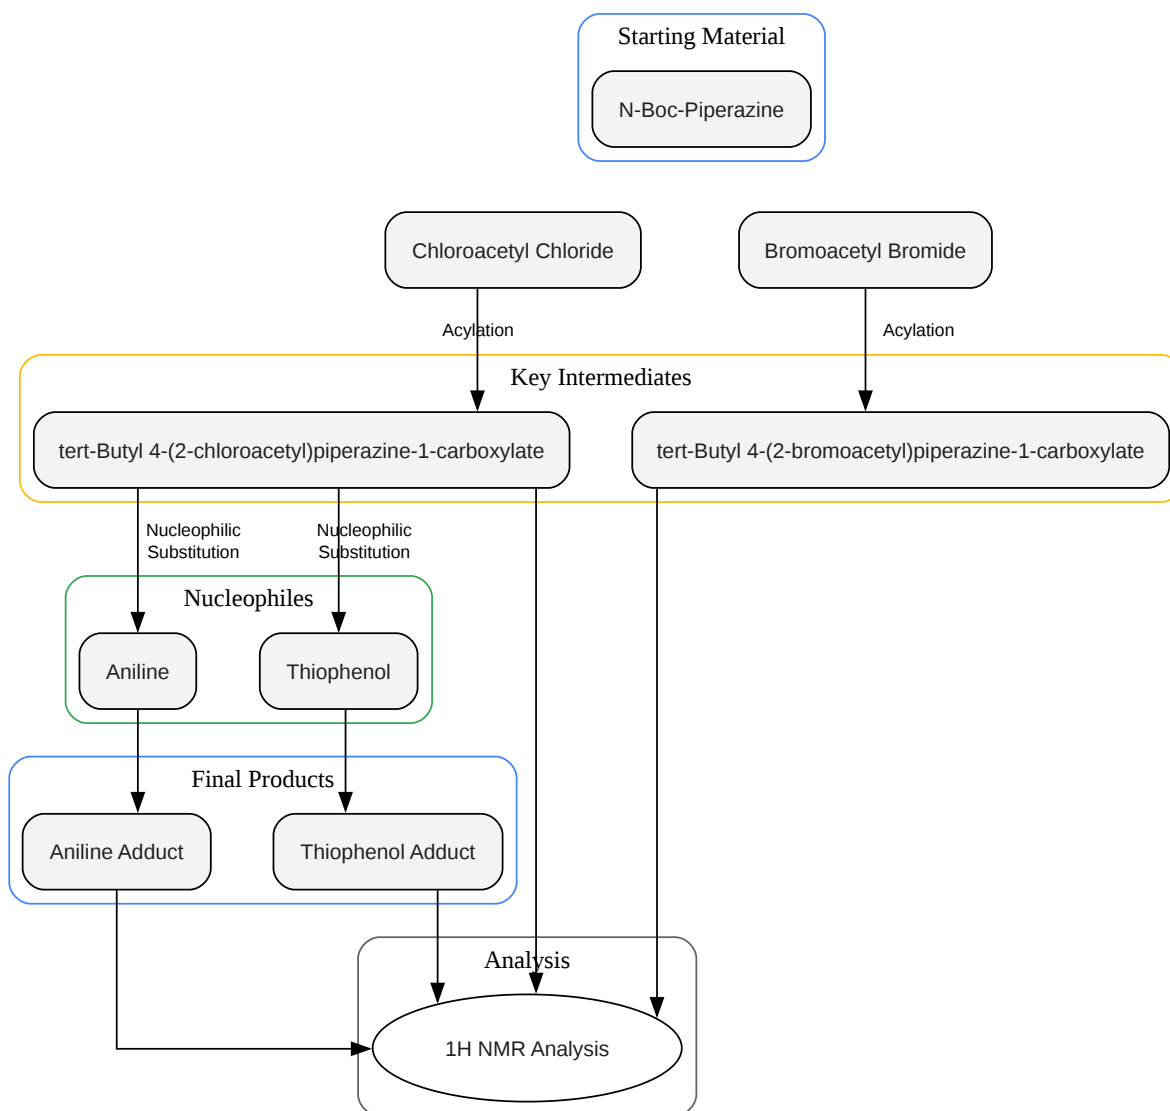 Starting Material
N-Boc-Piperazine
Chloroacetyl Chloride
Bromoacetyl Bromide
Acylation
Acylation
Key Intermediates
tert-Butyl 4-(2-chloroacetyl)piperazine-1-carboxylate
tert-Butyl 4-(2-bromoacetyl)piperazine-1-carboxylate
Nucleophilic
Substitution
Nucleophilic
Substitution
Nucleophiles
Aniline
Thiophenol
Final Products
Aniline Adduct
Thiophenol Adduct
Analysis
1H NMR Analysis